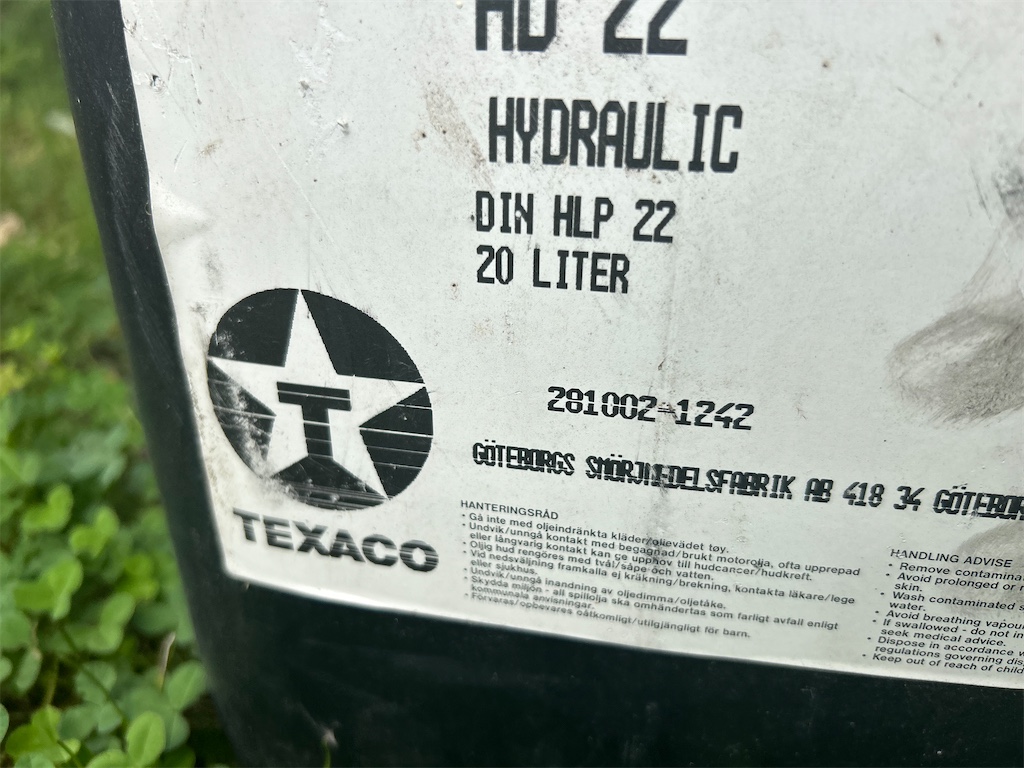 HD 22
HYDRAULIC
DIN HLP 22
20 LITER
T
281002-1242
GÖTEBORGS SMÖRJMEDELSFABRIK AB 418 34 GÖTEBOR
TEXACO
HANTERINGSRÅD
• Gå inte med oljeindränkta kläder/olievädet tøy.
• Undvik/unngå kontakt med begagnad/brukt motorolja, ofta upprepad
eller långvarig kontakt kan ge upphov till hudcancer/hudkreft.
• Oljig hud rengöres med tvål/såpe och vatten.
• Vid nedsväljning framkalla ej kräkning/brekning, kontakta läkare/lege
eller sjukhus.
• Undvik/unngå inandning av oljedimma/oljetåke.
• Skydda miljön - all spillolja ska omhändertas som farligt avfall enligt
kommunala anvisningar.
• Förvaras/opbevares oåtkomligt/utilgjängligt för barn.
HANDLING ADVISE
• Remove contamina
• Avoid prolonged or r
skin.
• Wash contaminated s
water.
• Avoid breathing vapou
• If swallowed - do not in
seek medical advice.
• Dispose in accordance w
regulations governing dis
• Keep out of reach of child